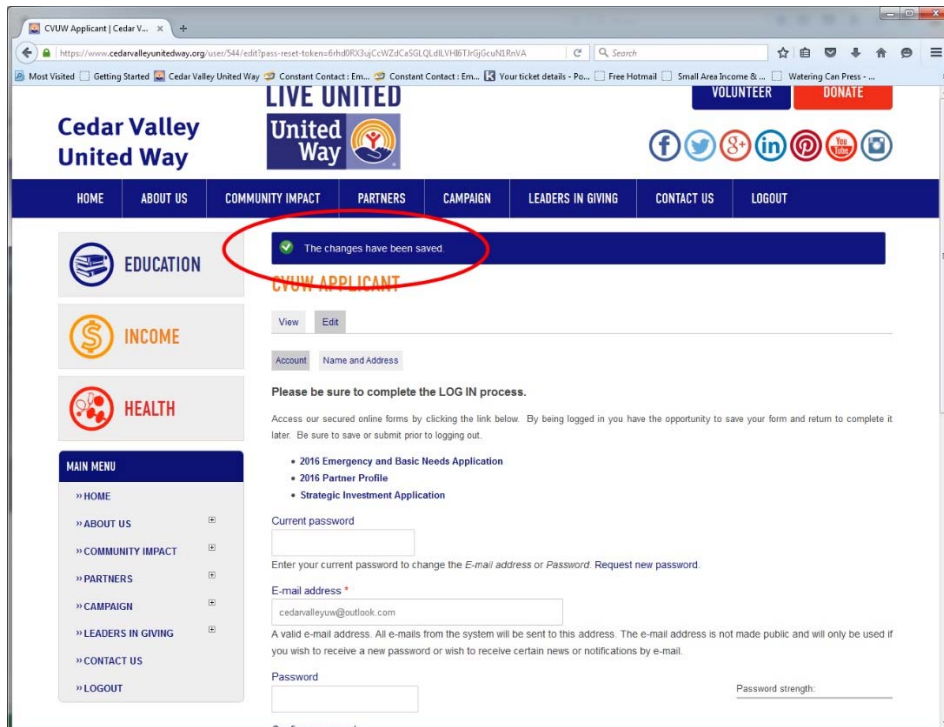 CVUW Applicant | Cedar V...
https://www.cedarvalleyunitedway.org/user/544/edit?pass-reset-token=
Search
Most Visited Getting Started Cedar Valley United Way Constant Contact : Em... Constant Contact : Em... Your ticket details - Po... Free Hotmail Small Area Income &... Watering Can Press - ...
LIVE UNITED
VOLUNTEER DONATE
Cedar Valley
United Way
United
Way
You
Tube
HOME ABOUT US COMMUNITY IMPACT PARTNERS CAMPAIGN LEADERS IN GIVING CONTACT US LOGOUT
EDUCATION
INCOME
HEALTH
The changes have been saved.
CVUW APPLICANT
View Edit
Account Name and Address
Please be sure to complete the LOG IN process.
Access our secured online forms by clicking the link below. By being logged in you have the opportunity to save your form and return to complete it
later. Be sure to save or submit prior to logging out.
• 2016 Emergency and Basic Needs Application
• 2016 Partner Profile
• Strategic Investment Application
MAIN MENU
» HOME
» ABOUT US
» COMMUNITY IMPACT
» PARTNERS
» CAMPAIGN
» LEADERS IN GIVING
» CONTACT US
» LOGOUT
Current password
Enter your current password to change the E-mail address or Password. Request new password.
E-mail address *
cedarvalleyuw@outlook.com
A valid e-mail address. All e-mails from the system will be sent to this address. The e-mail address is not made public and will only be used if
you wish to receive a new password or wish to receive certain news or notifications by e-mail.
Password
Password strength: